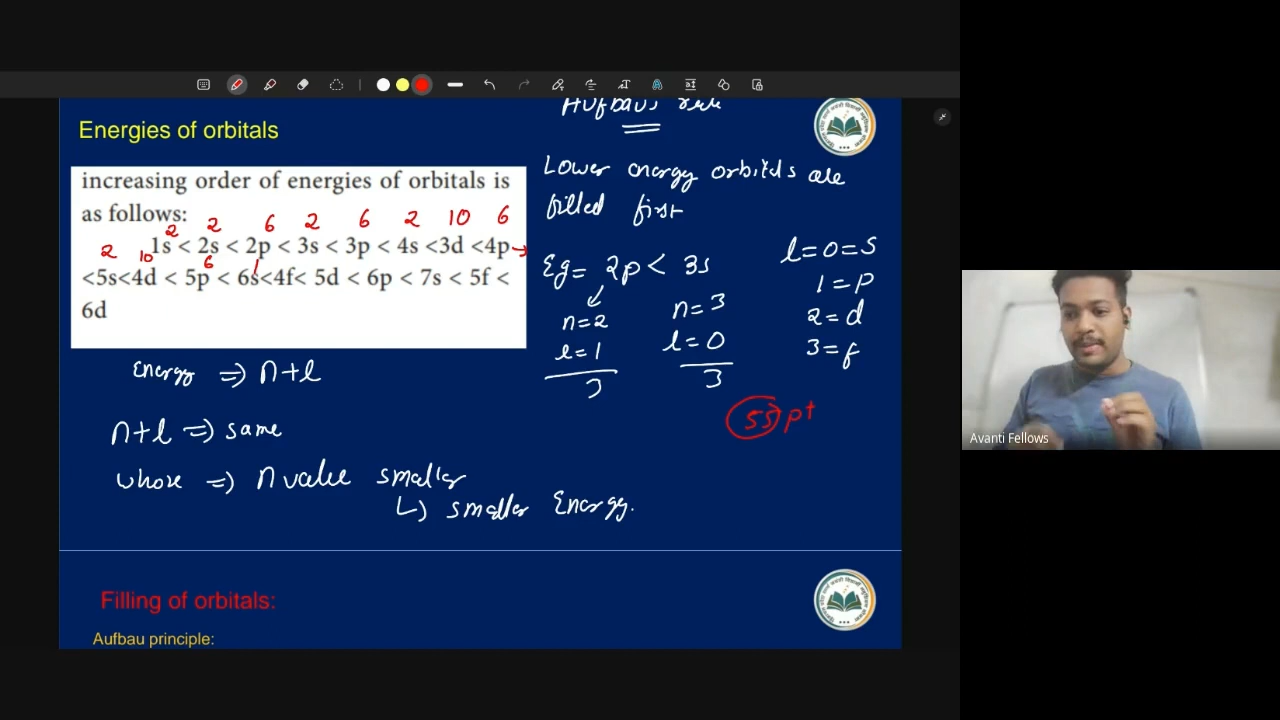 Aufbau's rule
Energies of orbitals
increasing order of energies of orbitals is
as follows:
2 2 6 2 6 2 10 6
1s < 2s < 2p < 3s < 3p < 4s <3d <4p →
2 10 6
<5s<4d < 5p < 6s<4f< 5d < 6p < 7s < 5f <
6d
Lower energy orbitals are
filled first
Eg= 2p < 3s
n=2 n=3
l=1 l=0
3 3
l=0=s
1=p
2=d
3=f
55 pt
Energy ⇒ n+l
n+l ⇒ same
whose ⇒ n value smaller
↳ smaller Energy.
Filling of orbitals:
Aufbau principle:
Avanti Fellows